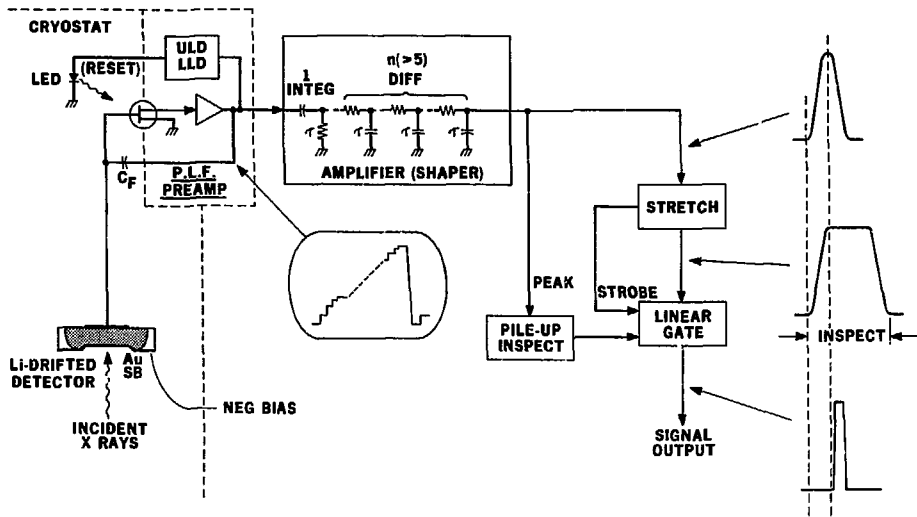 CRYOSTAT
ULD
LLD
(RESET)
LED
1
INTEG
n(>5)
DIFF
τ
τ
τ
τ
AMPLIFIER (SHAPER)
CF
P.L.F.
PREAMP
STRETCH
PEAK
STROBE
PILE-UP
INSPECT
LINEAR
GATE
INSPECT
Li-DRIFTED
DETECTOR
Au
SB
NEG BIAS
INCIDENT
X RAYS
SIGNAL
OUTPUT